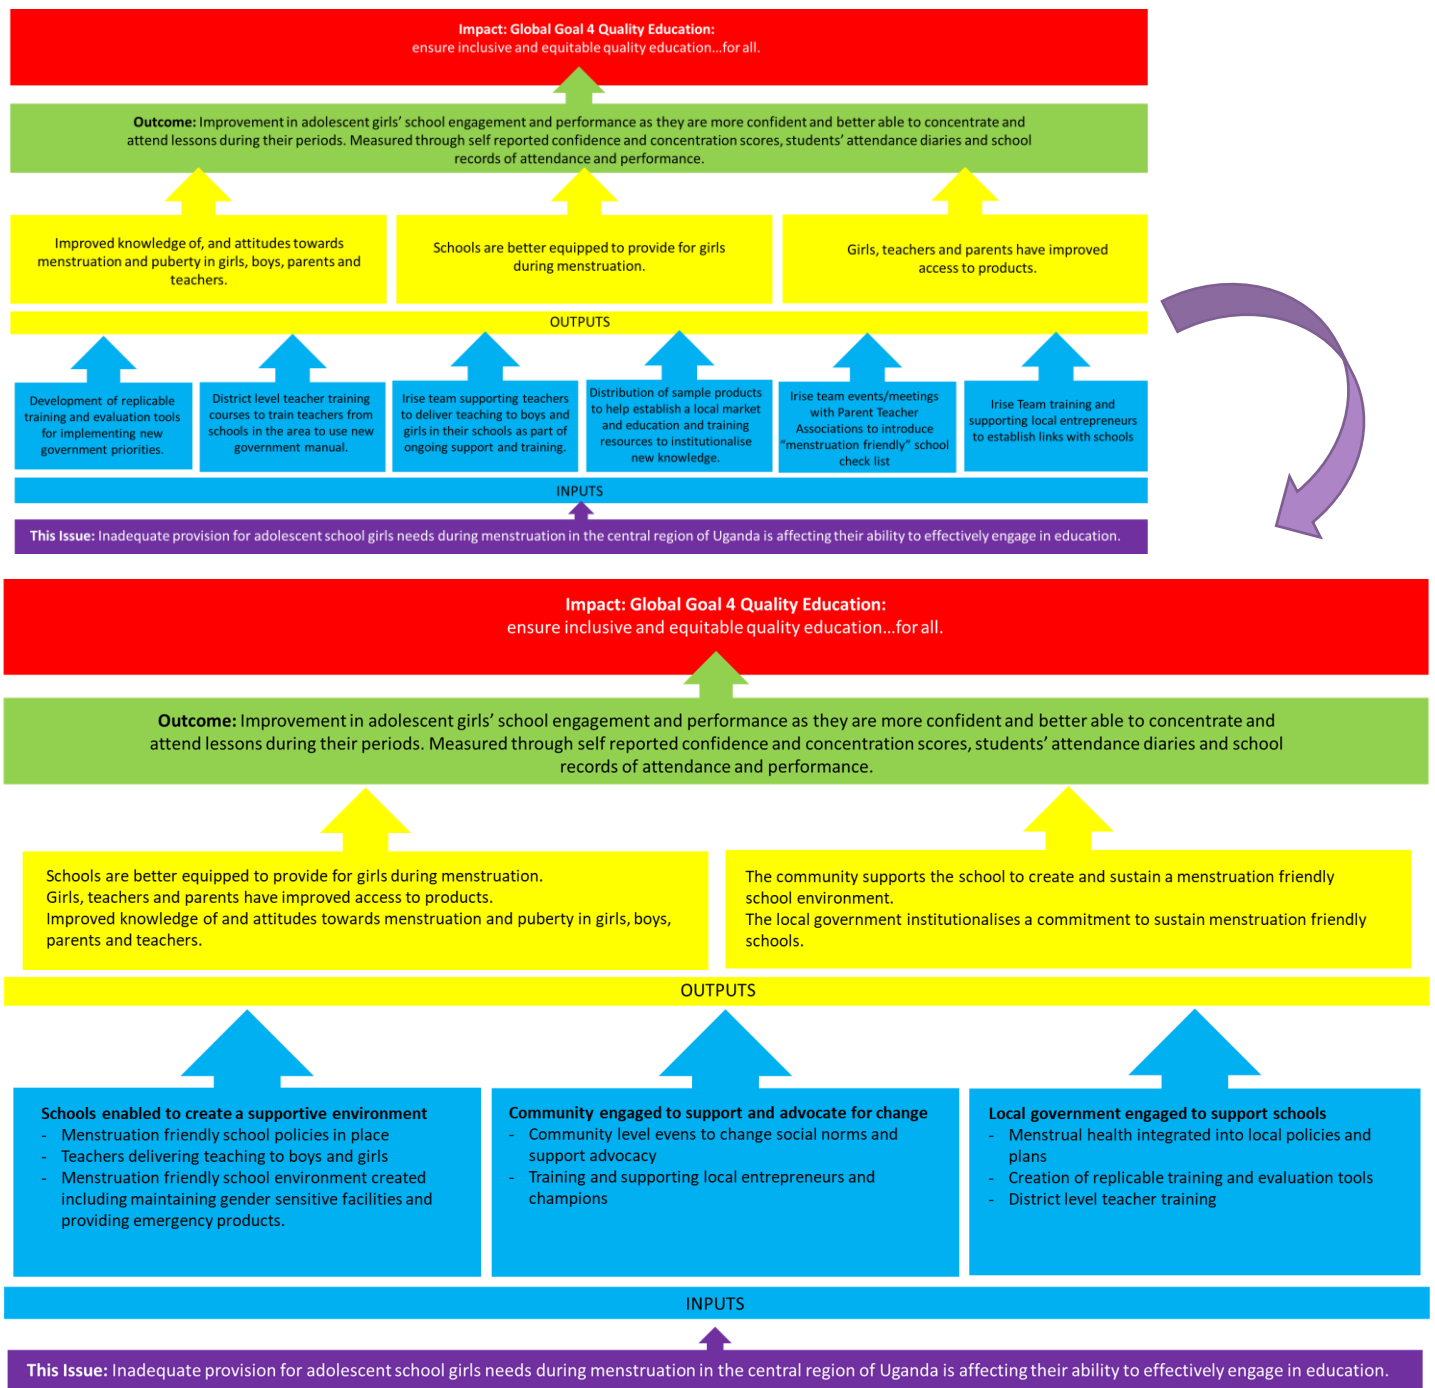 Impact: Global Goal 4 Quality Education:
ensure inclusive and equitable quality education...for all.
Outcome: Improvement in adolescent girls' school engagement and performance as they are more confident and better able to concentrate and
attend lessons during their periods. Measured through self reported confidence and concentration scores, students' attendance diaries and school
records of attendance and performance.
Improved knowledge of, and attitudes towards
menstruation and puberty in girls, boys, parents and
teachers.
Schools are better equipped to provide for girls
during menstruation.
Girls, teachers and parents have improved
access to products.
OUTPUTS
Development of replicable
training and evaluation tools
for implementing new
government priorities.
District level teacher training
courses to train teachers from
schools in the area to use new
government manual.
Irise team supporting teachers
to deliver teaching to boys and
girls in their schools as part of
ongoing support and training.
Distribution of sample products
to help establish a local market
and education and training
resources to institutionalise
new knowledge.
Irise team events/meetings
with Parent Teacher
Associations to introduce
"menstruation friendly" school
check list
Irise Team training and
supporting local entrepreneurs
to establish links with schools
INPUTS
This Issue: Inadequate provision for adolescent school girls needs during menstruation in the central region of Uganda is affecting their ability to effectively engage in education.
Impact: Global Goal 4 Quality Education:
ensure inclusive and equitable quality education...for all.
Outcome: Improvement in adolescent girls' school engagement and performance as they are more confident and better able to concentrate and
attend lessons during their periods. Measured through self reported confidence and concentration scores, students' attendance diaries and school
records of attendance and performance.
Schools are better equipped to provide for girls during menstruation.
Girls, teachers and parents have improved access to products.
Improved knowledge of and attitudes towards menstruation and puberty in girls, boys,
parents and teachers.
The community supports the school to create and sustain a menstruation friendly
school environment.
The local government institutionalises a commitment to sustain menstruation friendly
schools.
OUTPUTS
Schools enabled to create a supportive environment
- Menstruation friendly school policies in place
- Teachers delivering teaching to boys and girls
- Menstruation friendly school environment created
including maintaining gender sensitive facilities and
providing emergency products.
Community engaged to support and advocate for change
- Community level evens to change social norms and
support advocacy
- Training and supporting local entrepreneurs and
champions
Local government engaged to support schools
- Menstrual health integrated into local policies and
plans
- Creation of replicable training and evaluation tools
- District level teacher training
INPUTS
This Issue: Inadequate provision for adolescent school girls needs during menstruation in the central region of Uganda is affecting their ability to effectively engage in education.